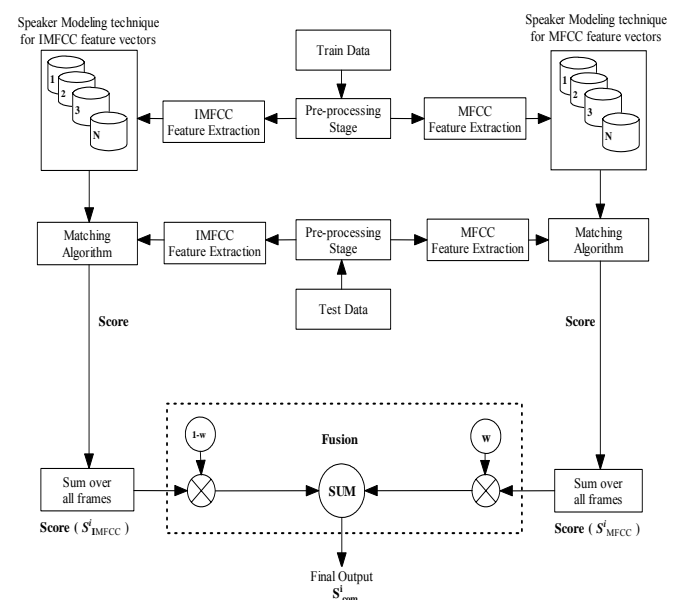 Speaker Modeling technique
for IMFCC feature vectors
Speaker Modeling technique
for MFCC feature vectors
Train Data
1
2
3
N
1
2
3
N
IMFCC
Feature Extraction
Pre-processing
Stage
MFCC
Feature Extraction
Matching
Algorithm
IMFCC
Feature Extraction
Pre-processing
Stage
MFCC
Feature Extraction
Matching
Algorithm
Test Data
Score
Score
1-w
Fusion
w
SUM
Sum over
all frames
Sum over
all frames
Score ( S^i_IMFCC )
Score ( S^i_MFCC )
Final Output
S^i_com